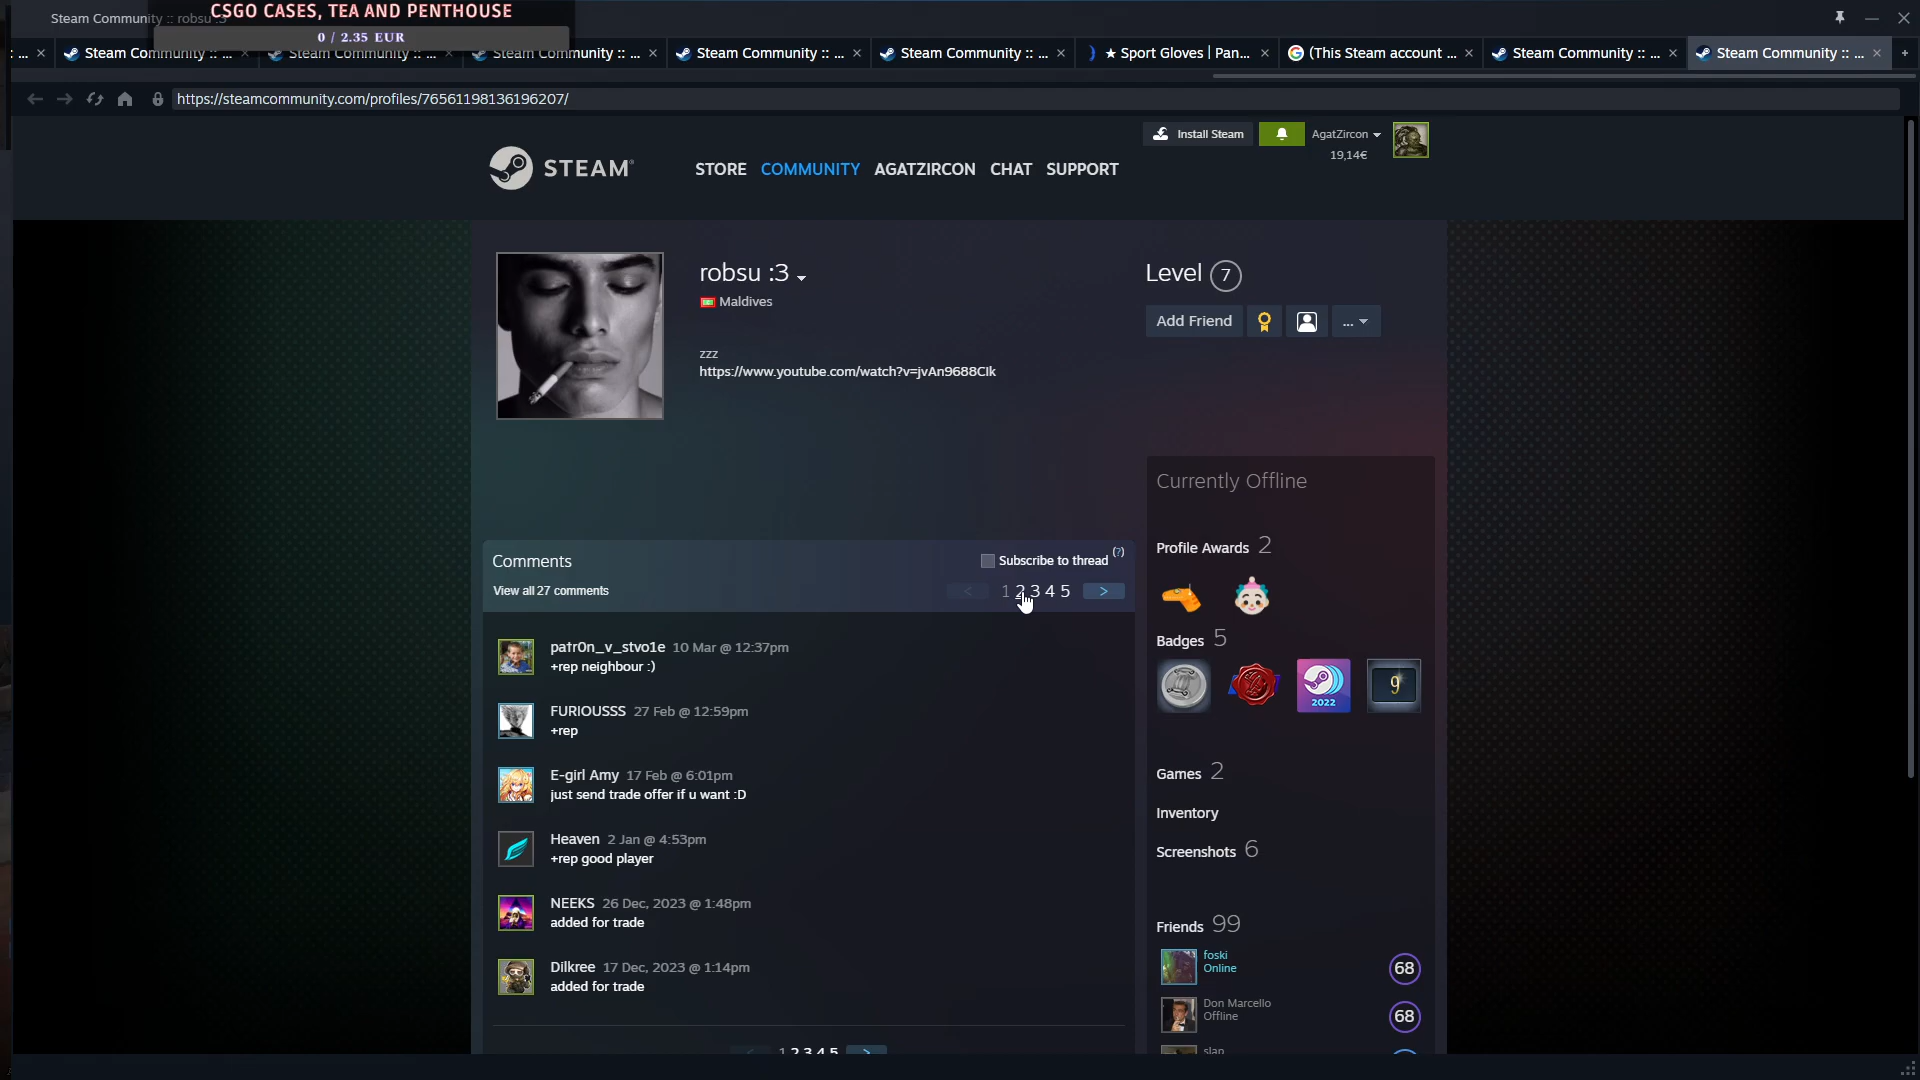 Steam Community :: robsu :3
CSGO CASES, TEA AND PENTHOUSE
0 / 2.35 EUR
: ...
Steam Community :: ...
Steam Community :: ...
Steam Community :: ...
Steam Community :: ...
Steam Community :: ...
★ Sport Gloves | Pan...
(This Steam account ...
Steam Community :: ...
Steam Community :: ...
https://steamcommunity.com/profiles/76561198136196207/
Install Steam
AgatZircon
19,14€
STEAM
STORE COMMUNITY AGATZIRCON CHAT SUPPORT
robsu :3
Maldives
zzz
https://www.youtube.com/watch?v=jvAn9688CIk
Level 7
Add Friend
...
Currently Offline
Profile Awards 2
Badges 5
2022
9
Games 2
Inventory
Screenshots 6
Friends 99
foski
Online
68
Don Marcello
Offline
68
slap
Comments
Subscribe to thread (?)
View all 27 comments
< 1 2 3 4 5 >
patr0n_v_stvo1e 10 Mar @ 12:37pm
+rep neighbour :)
FURIOUSSS 27 Feb @ 12:59pm
+rep
E-girl Amy 17 Feb @ 6:01pm
just send trade offer if u want :D
Heaven 2 Jan @ 4:53pm
+rep good player
NEEKS 26 Dec, 2023 @ 1:48pm
added for trade
Dilkree 17 Dec, 2023 @ 1:14pm
added for trade
< 1 2 3 4 5 >